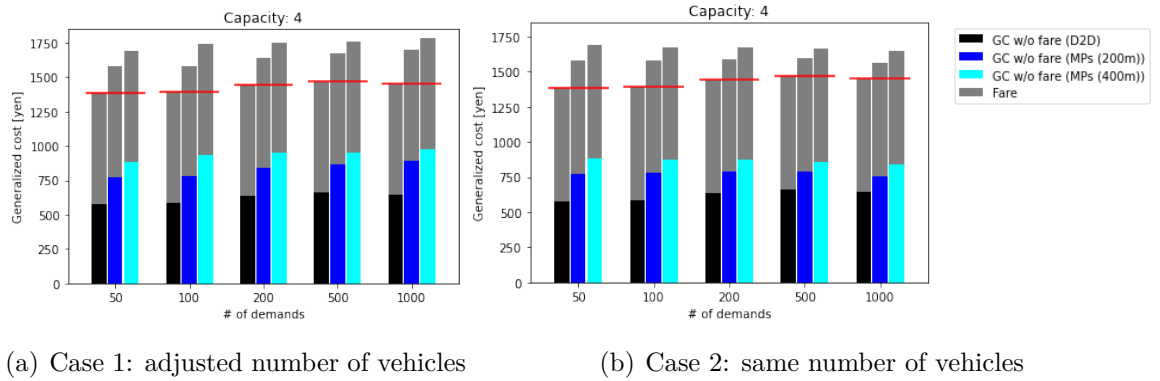 Capacity: 4
Generalized cost [yen]
1750
1500
1250
1000
750
500
250
0
50 100 200 500 1000
# of demands
Capacity: 4
Generalized cost [yen]
1750
1500
1250
1000
750
500
250
0
50 100 200 500 1000
# of demands
GC w/o fare (D2D)
GC w/o fare (MPs (200m))
GC w/o fare (MPs (400m))
Fare
(a) Case 1: adjusted number of vehicles
(b) Case 2: same number of vehicles